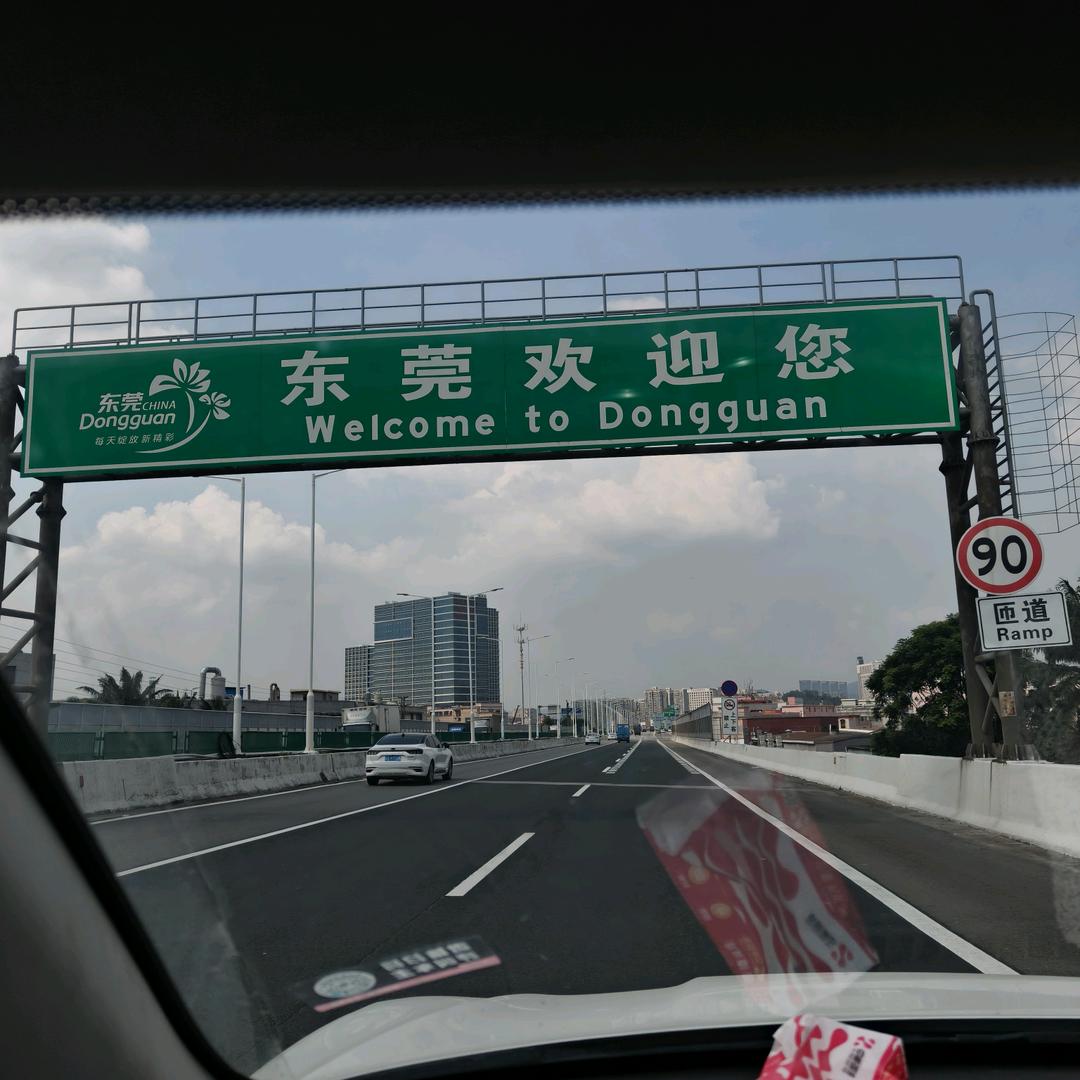 东莞CHINA
Dongguan
每天绽放新精彩
东莞欢迎您
Welcome to Dongguan
90
匝道
Ramp